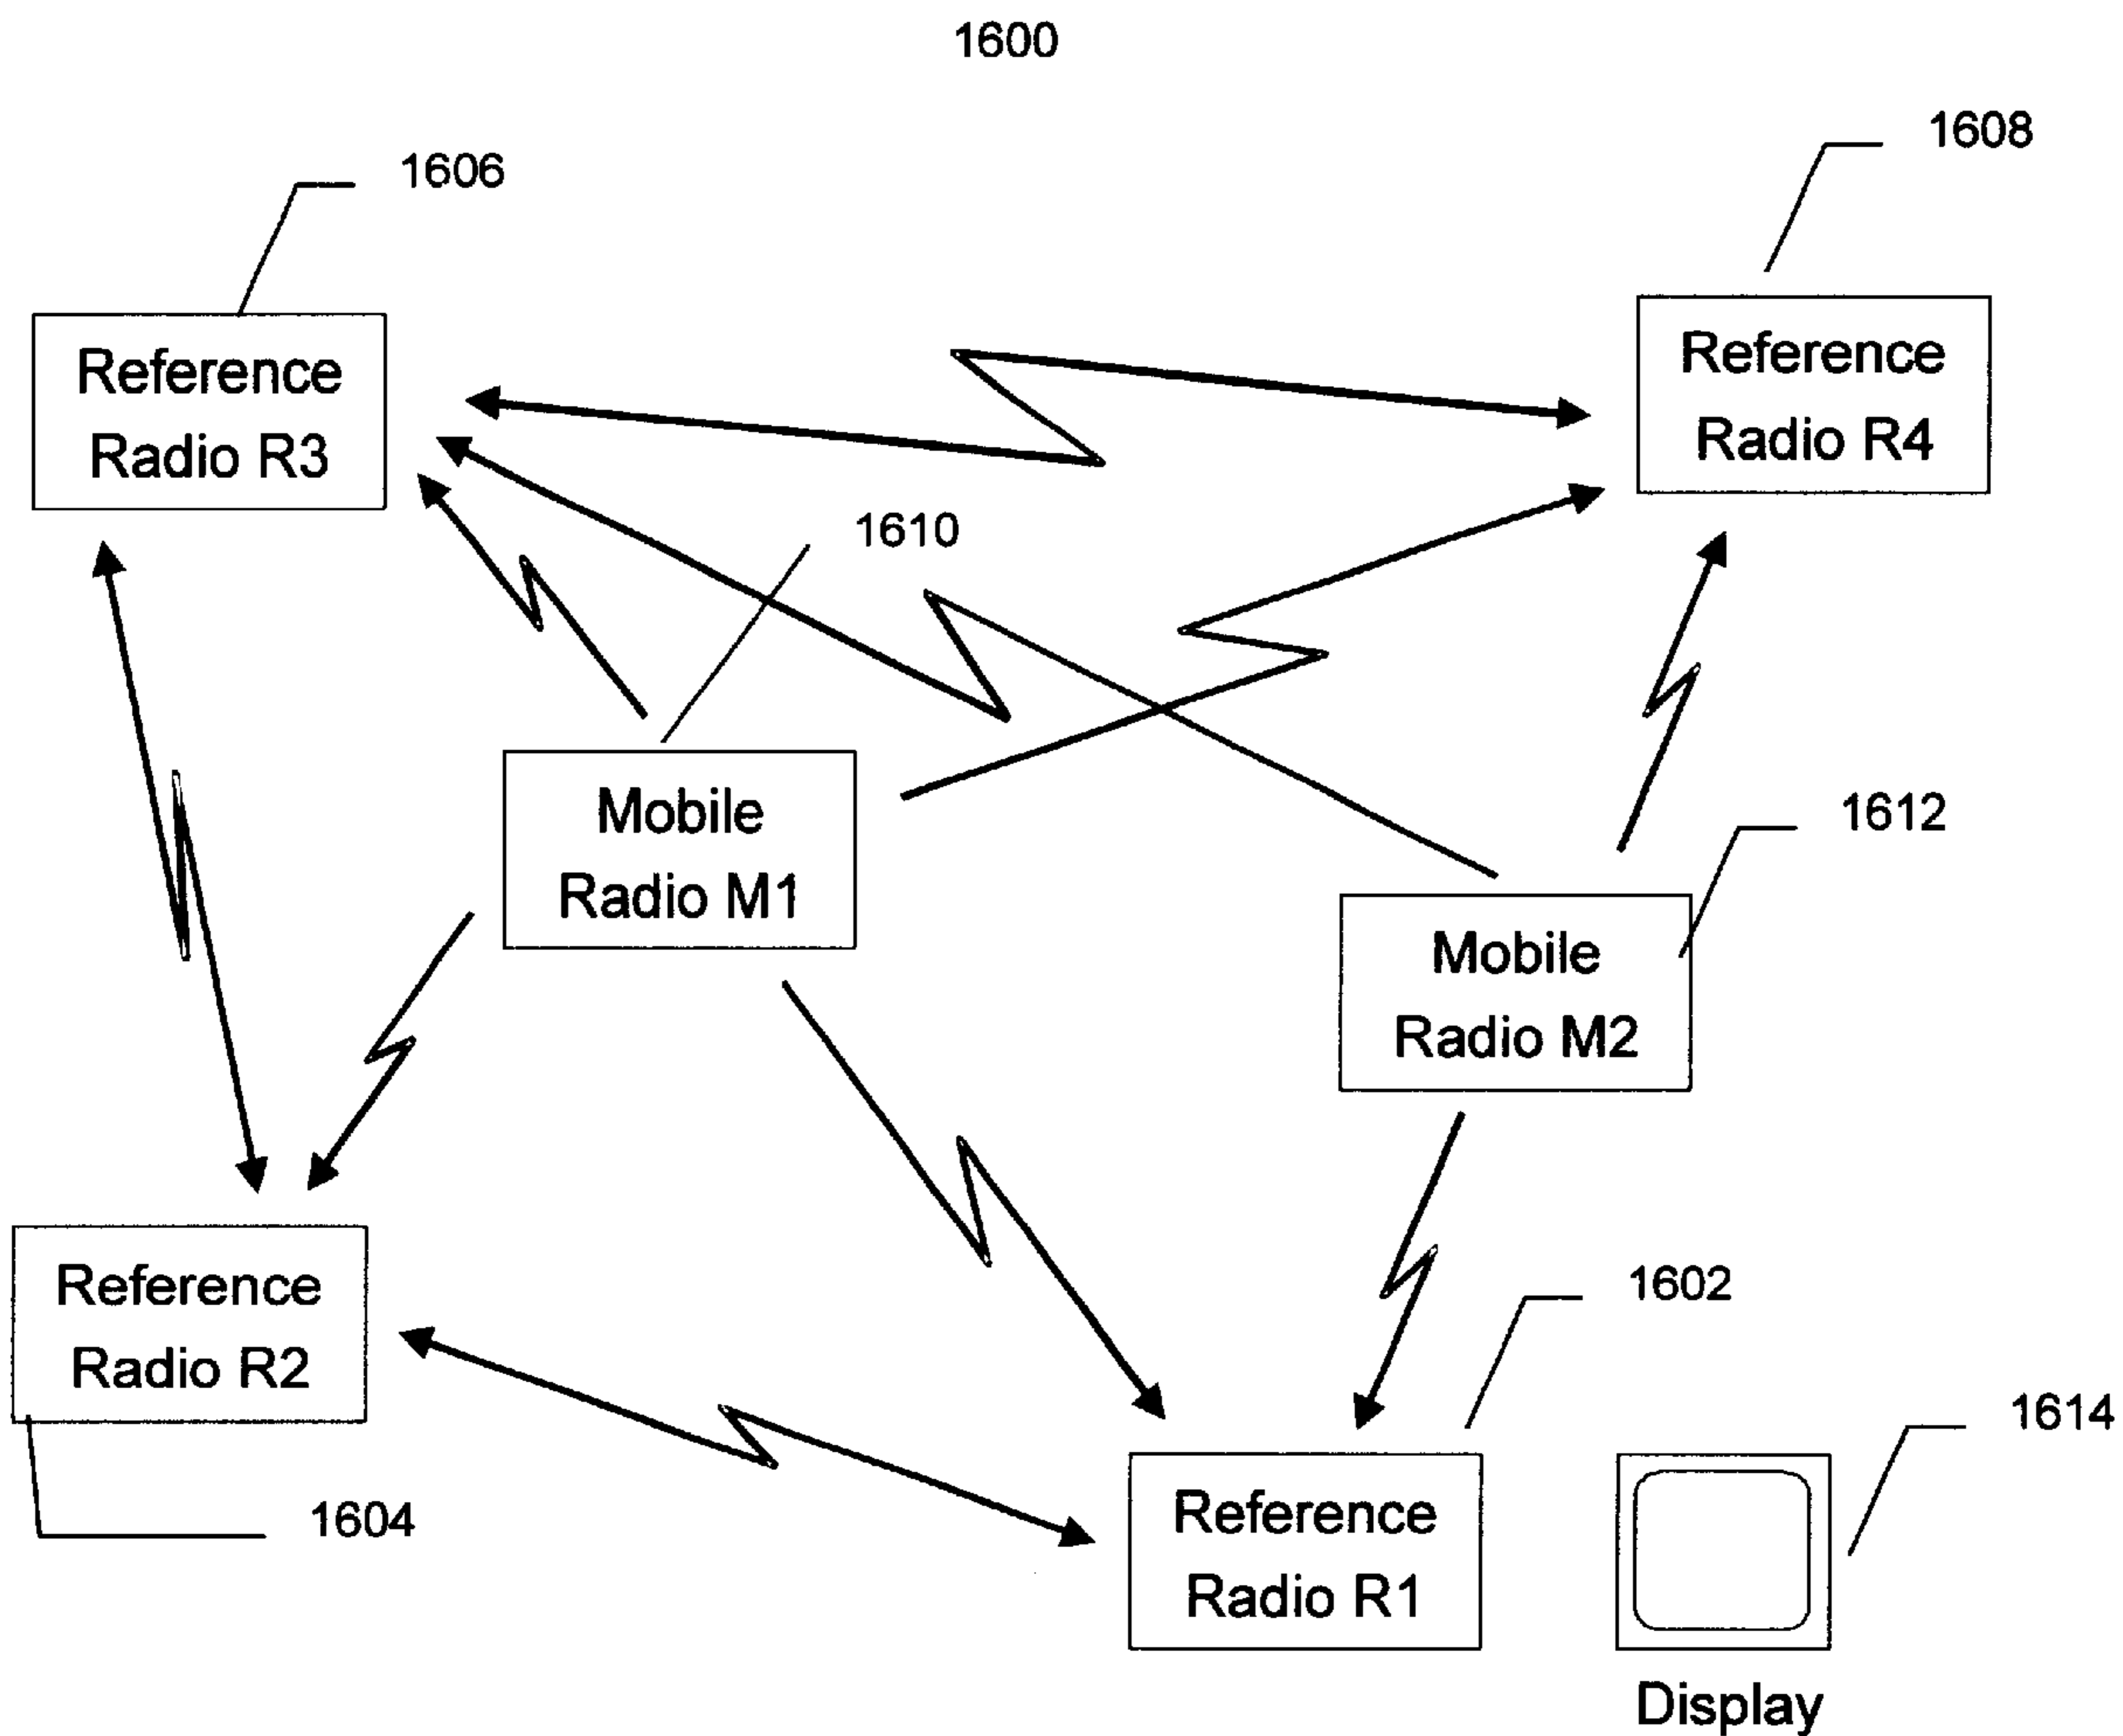 1600
1608
1606
Reference
Radio R3
Reference
Radio R4
1610
Mobile
Radio M1
1612
Mobile
Radio M2
Reference
Radio R2
1602
1604
Reference
Radio R1
1614
Display